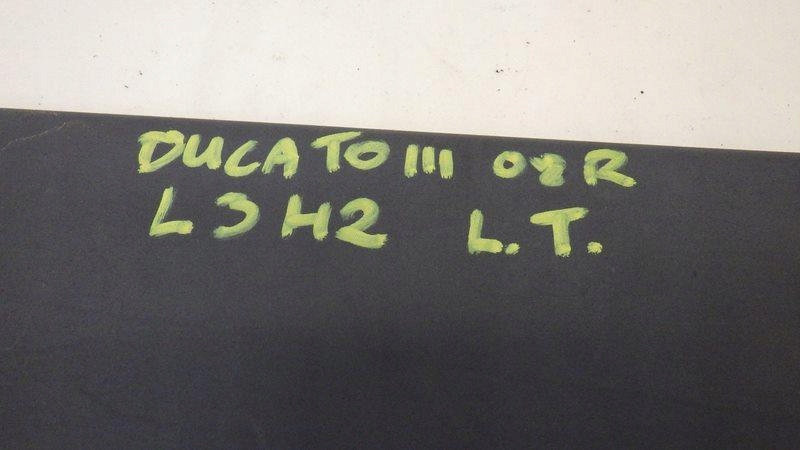 DUCATO III 08R
L3H2 L.T.